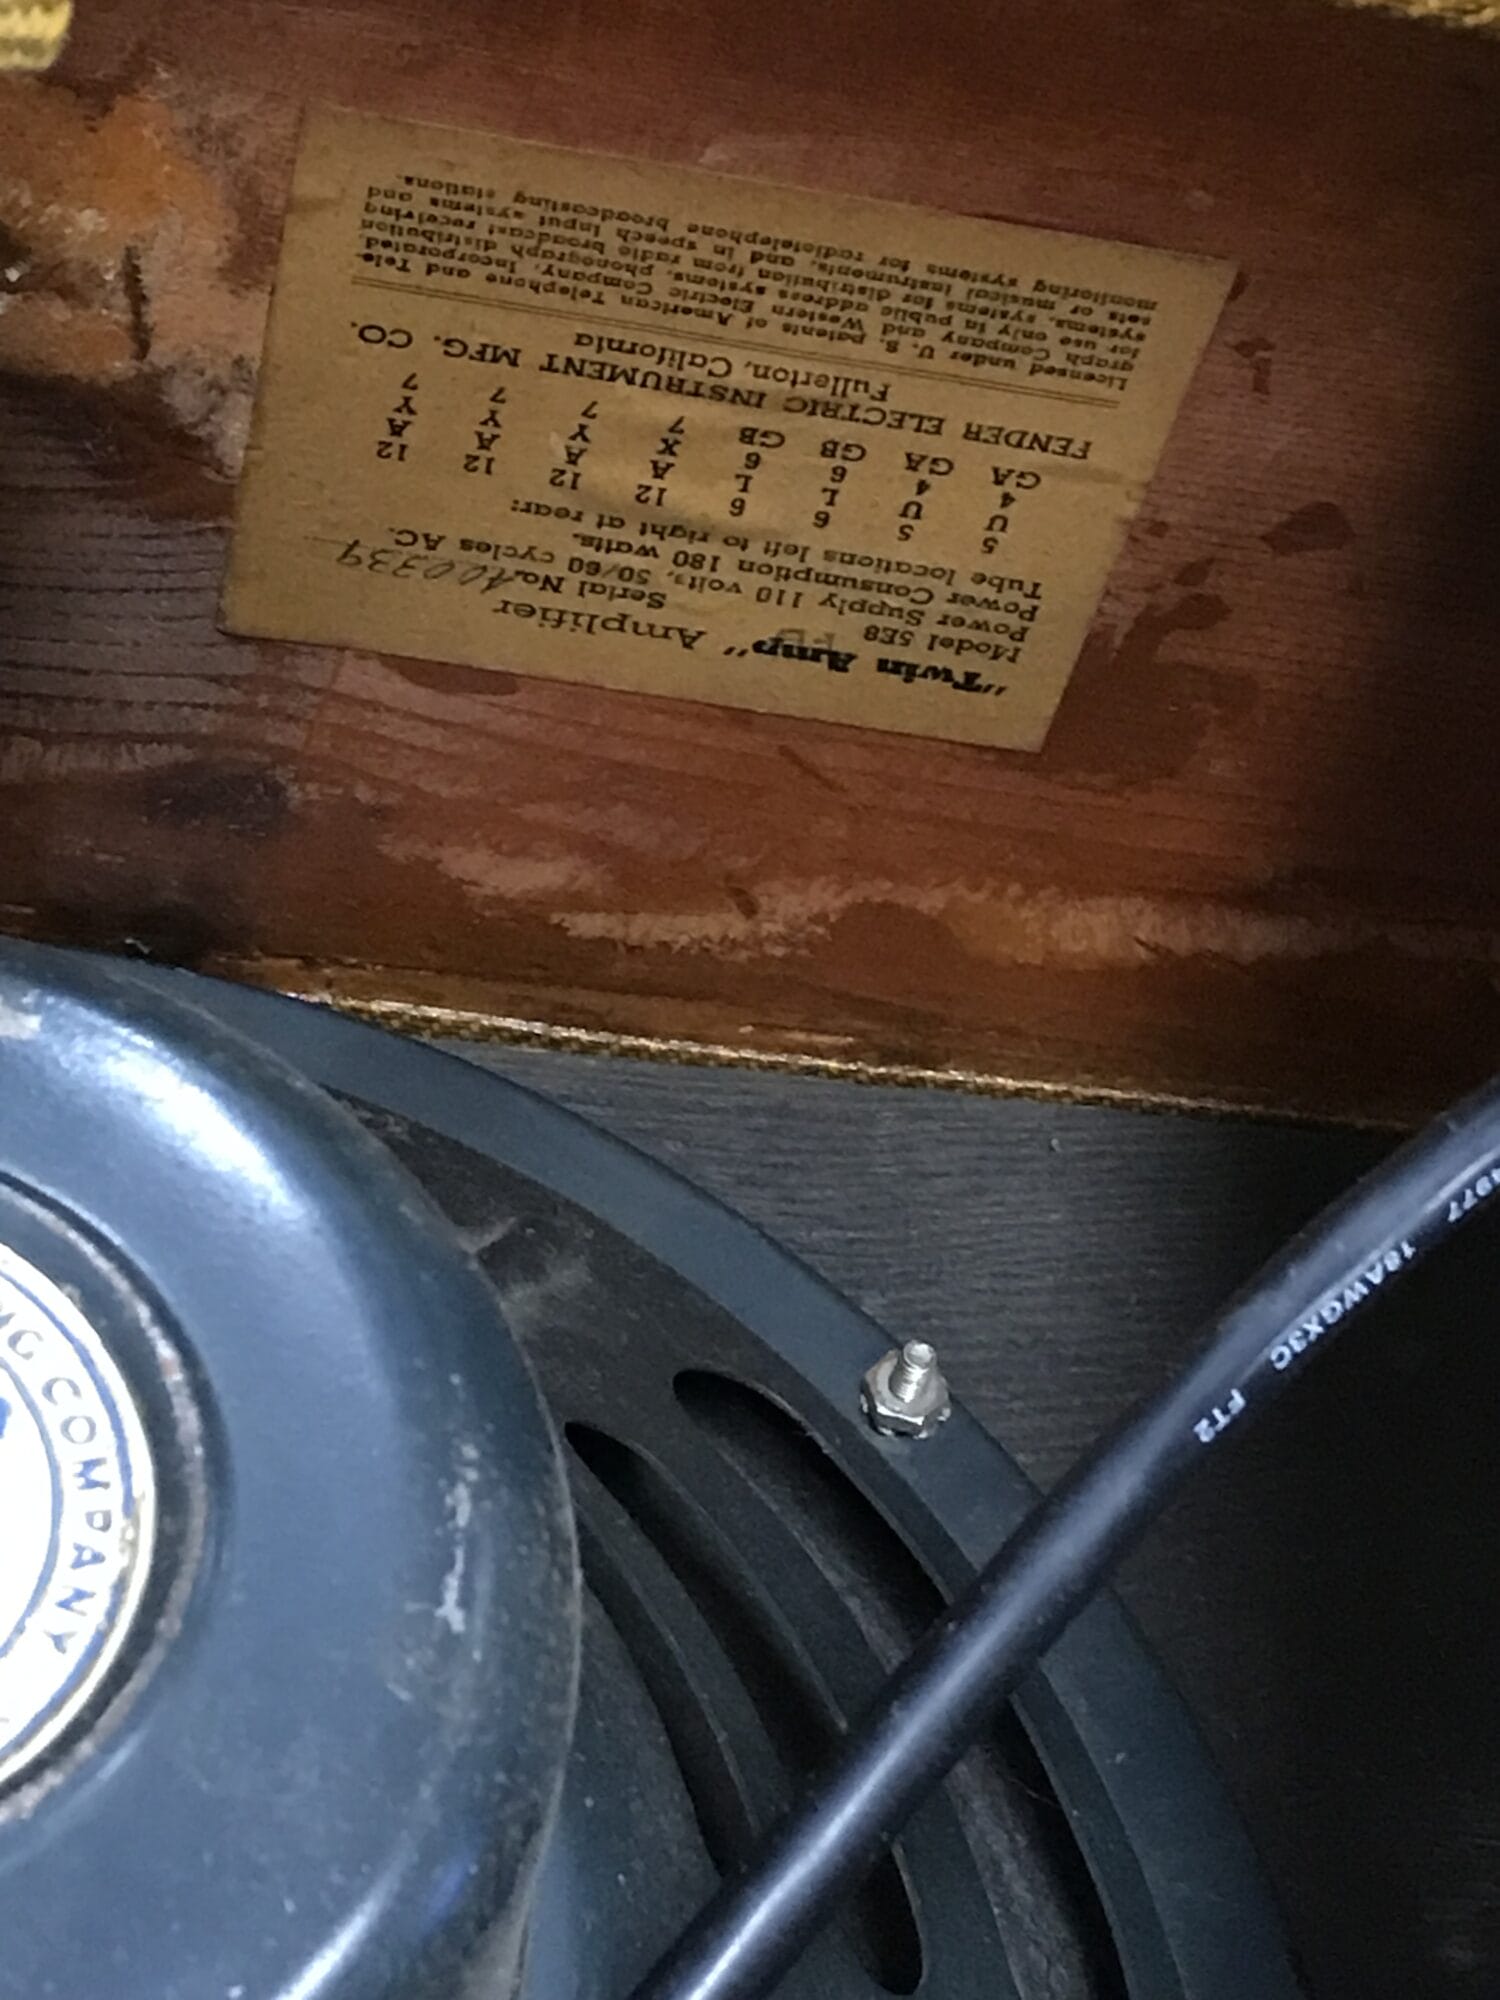 "Twin Amp" Amplifier
Model 5E8 Serial No.
Power Supply 110 volts, 50/60 cycles AC.
Power Consumption 180 watts.
Tube locations left to right at rear:
5 S 6 6 12 12 12 12
U U L L A A A A
4 4 6 6 X Y Y Y
GA GA GB GB 7 7 7 7
FENDER ELECTRIC INSTRUMENT MFG. CO.
Fullerton, California
Licensed under U. S. patents of American Telephone and Tele-
graph Company and Western Electric Company, Incorporated,
for use only in public address systems, phonograph distribution
systems, systems for distribution from radio broadcast receiving
sets or musical instruments, and in speech input systems and
monitoring systems for radiotelephone broadcasting stations.
COMPANY
18AWGX3C FT2